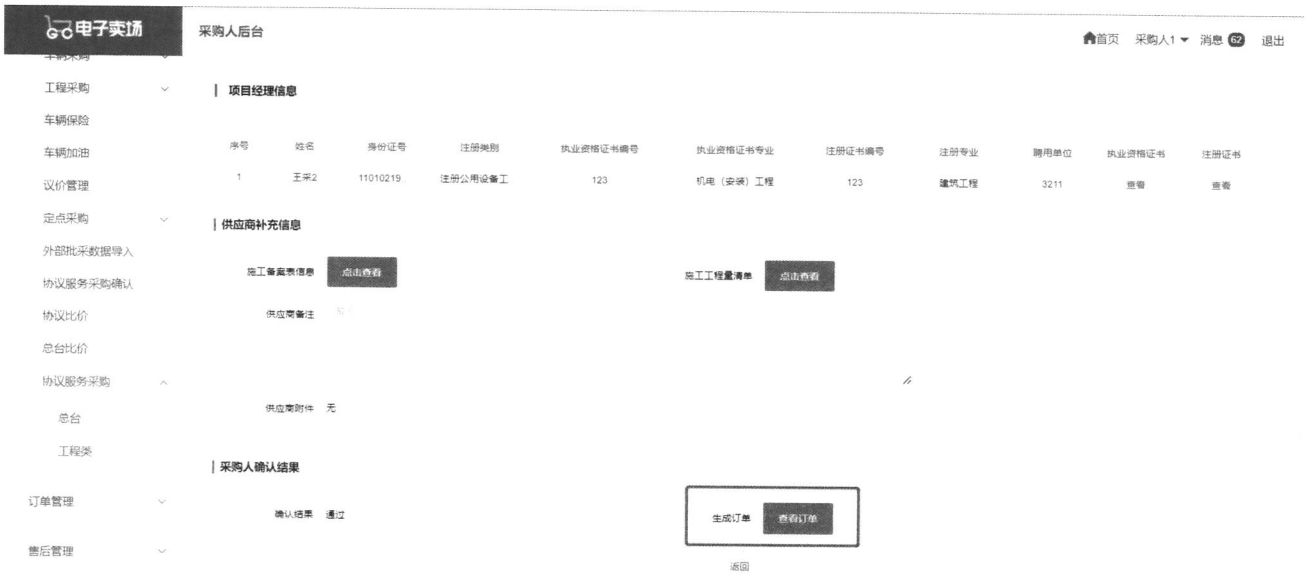 电子卖场
采购人后台
首页 采购人1 消息 62 退出
车辆采购
工程采购
车辆保险
车辆加油
议价管理
定点采购
外部批采数据导入
协议服务采购确认
协议比价
总台比价
协议服务采购
总台
工程类
订单管理
售后管理
项目经理信息
序号 姓名 身份证号 注册类别 执业资格证书编号 执业资格证书专业 注册证书编号 注册专业 聘用单位 执业资格证书 注册证书
1 王采2 11010219. 注册公用设备工 123 机电（安装）工程 123 建筑工程 3211 查看 查看
供应商补充信息
施工备案表信息 点击查看 施工工程量清单 点击查看
供应商备注
供应商附件 无
采购人确认结果
确认结果 通过 生成订单 查看订单
返回